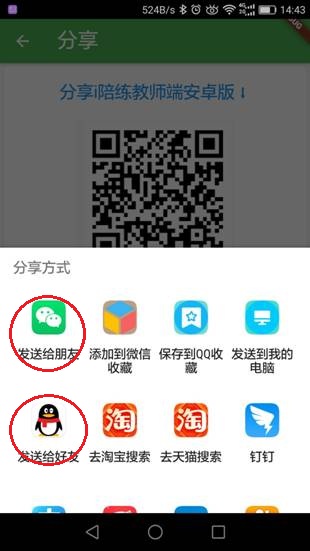 524B/s 14:43
分享
分享i陪练教师端安卓版↓
分享方式
发送给朋友 添加到微信 保存到QQ收 发送到我的
收藏 藏 电脑
淘 淘
发送给好友 去淘宝搜索 去天猫搜索 钉钉